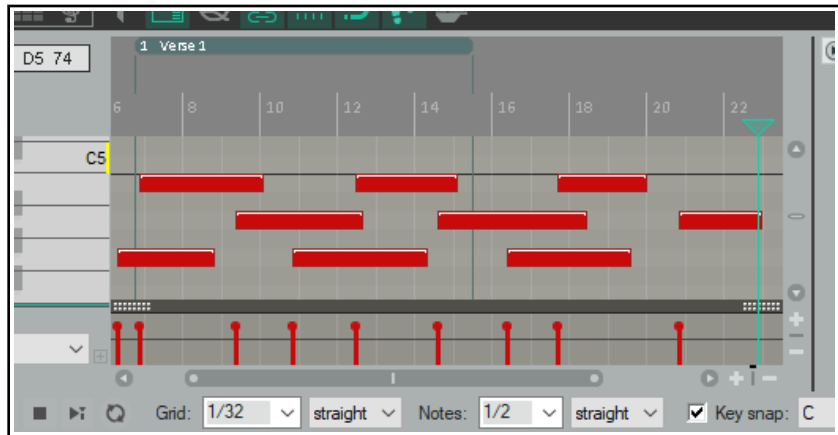 1 Verse 1
D5 74
6 8 10 12 14 16 18 20 22
C5
Grid: 1/32 straight Notes: 1/2 straight Key snap: C